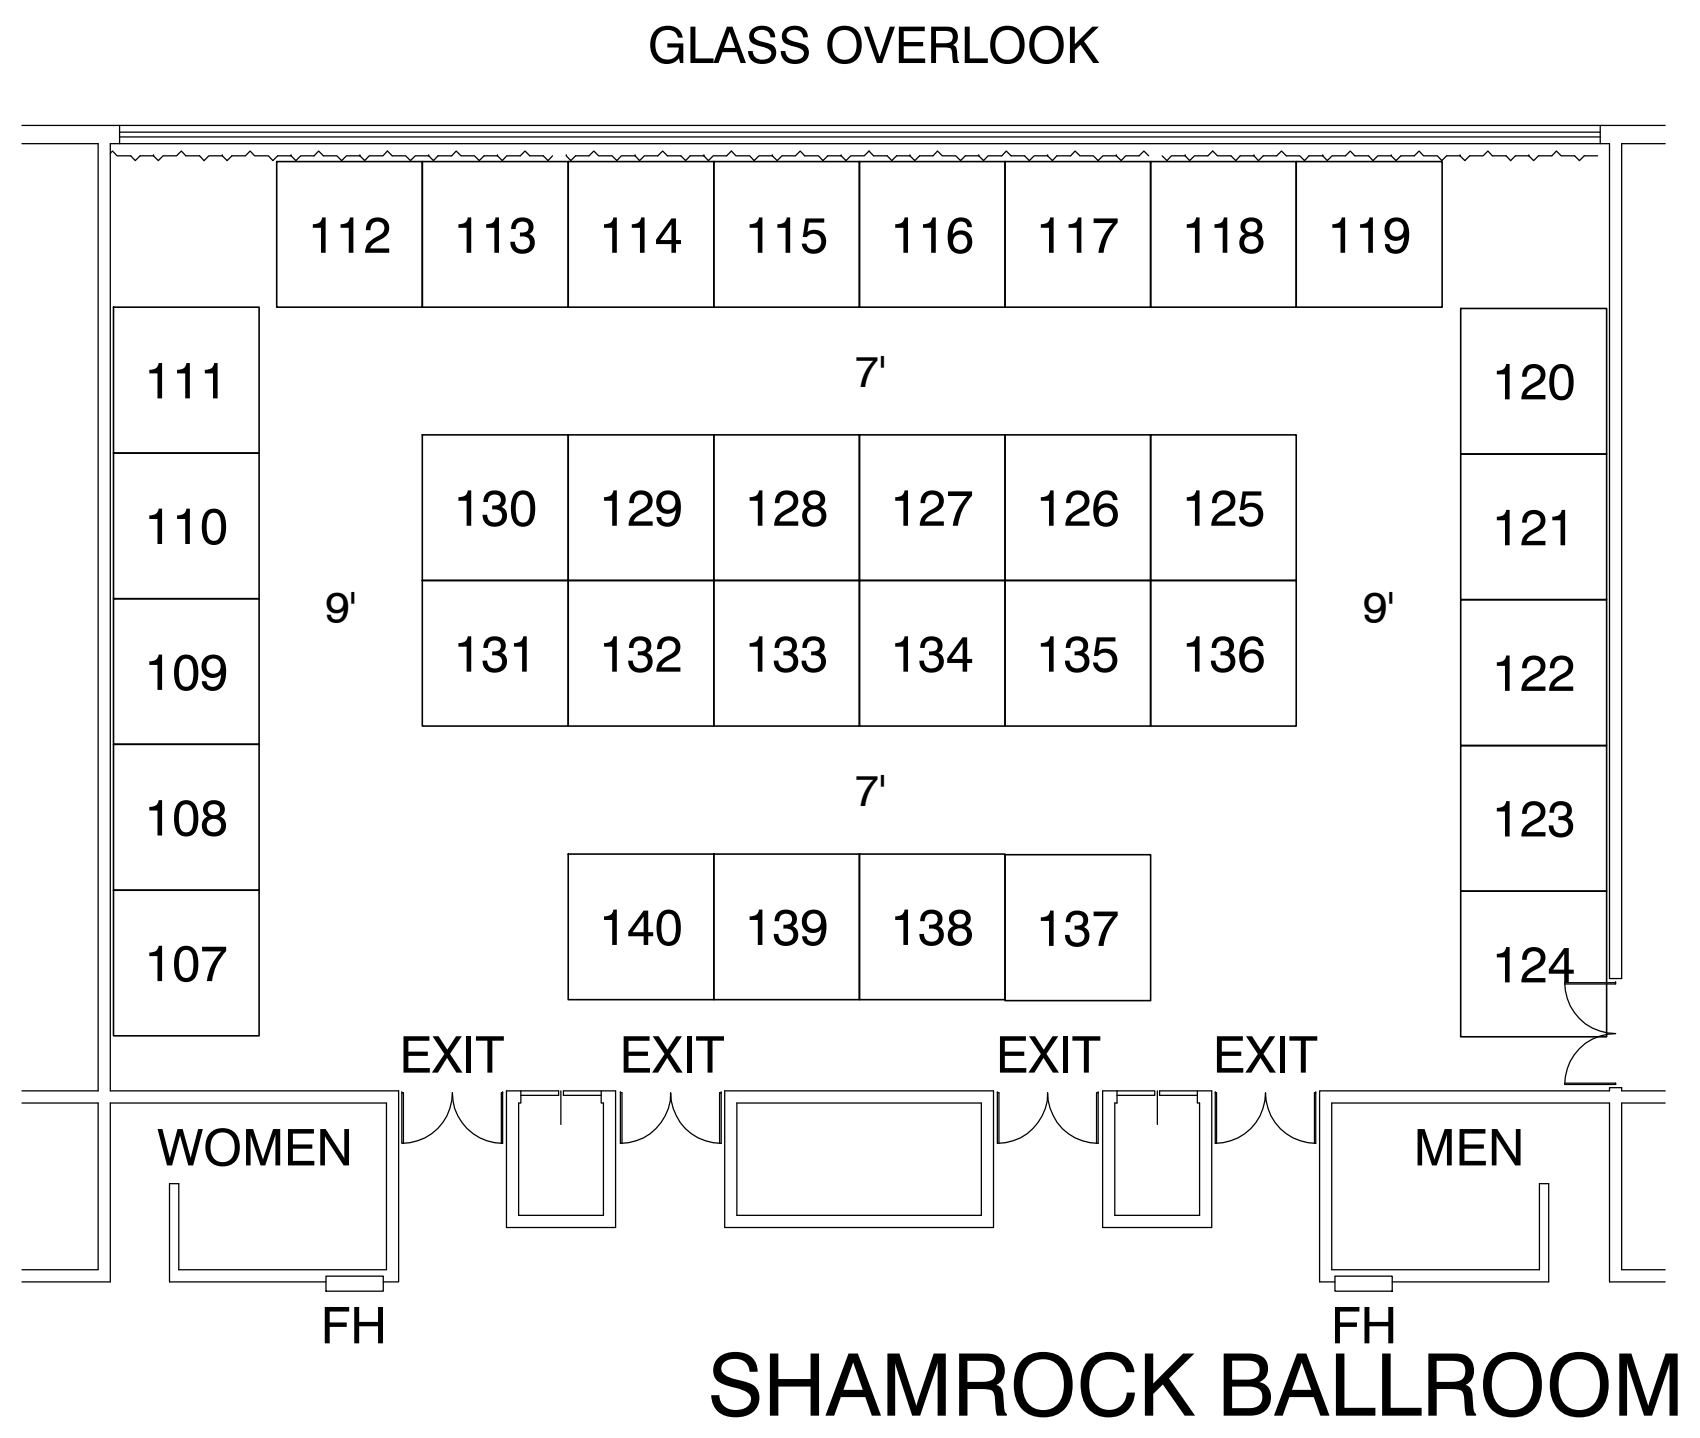 GLASS OVERLOOK
112 113 114 115 116 117 118 119
111 7' 120
130 129 128 127 126 125
110 121
9' 9'
131 132 133 134 135 136
109 122
7'
108 123
140 139 138 137
107 124
EXIT EXIT EXIT EXIT
WOMEN MEN
FH FH
SHAMROCK BALLROOM